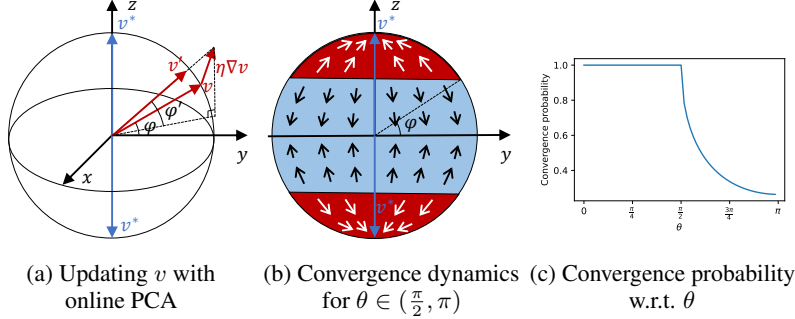 z
v*
v'
v
η∇v
φ'
φ
y
x
v*
z
v*
φ
y
v*
1.0
0.8
0.6
0.4
Convergence probability
0
π/4
π/2
3π/4
π
θ
(a) Updating v with
online PCA
(b) Convergence dynamics
for θ ∈ (π/2, π)
(c) Convergence probability
w.r.t. θ